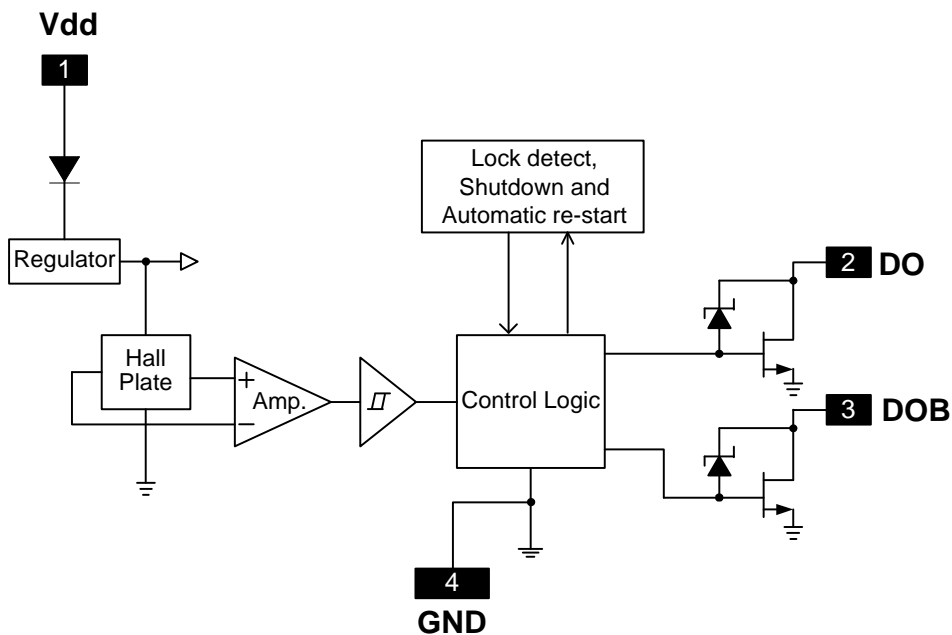 Vdd
1
Lock detect,
Shutdown and
Automatic re-start
Regulator
2 DO
Hall
Plate
+
Amp.
−
Control Logic
3 DOB
4
GND